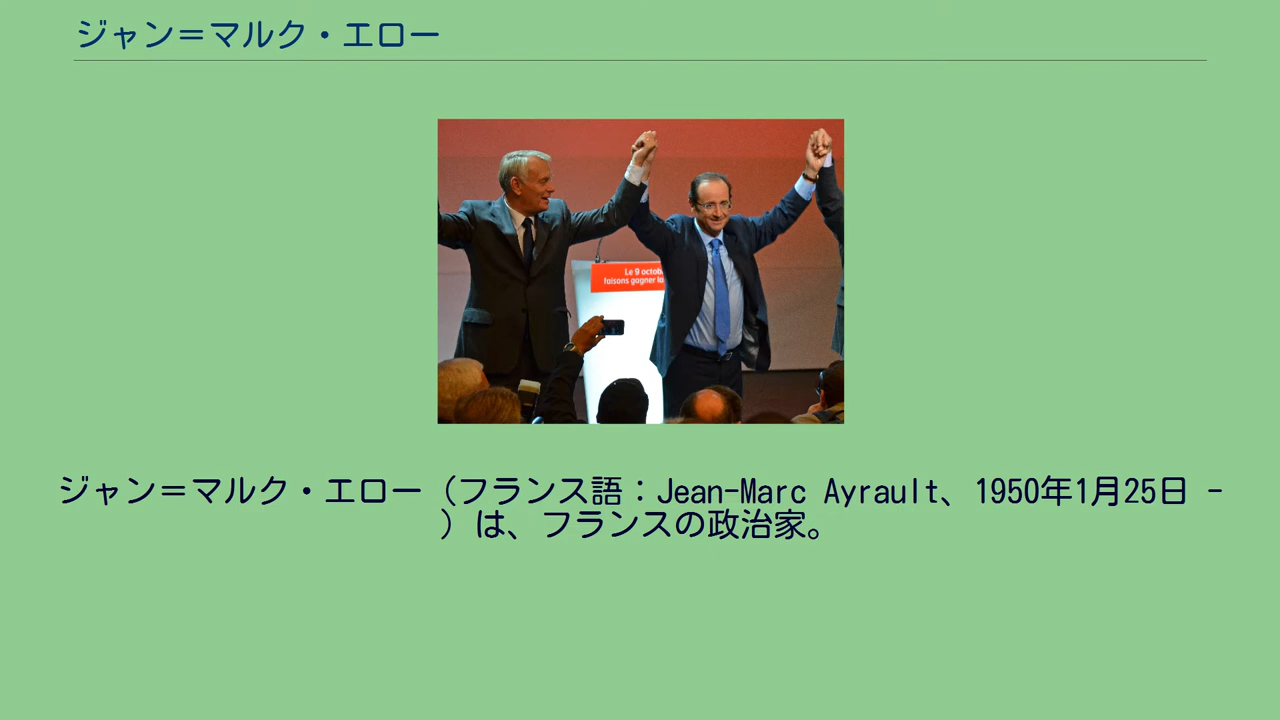 ジャン＝マルク・エロー
Le 9 octob
faisons gagner la
ジャン＝マルク・エロー（フランス語：Jean-Marc Ayrault、1950年1月25日 -
）は、フランスの政治家。